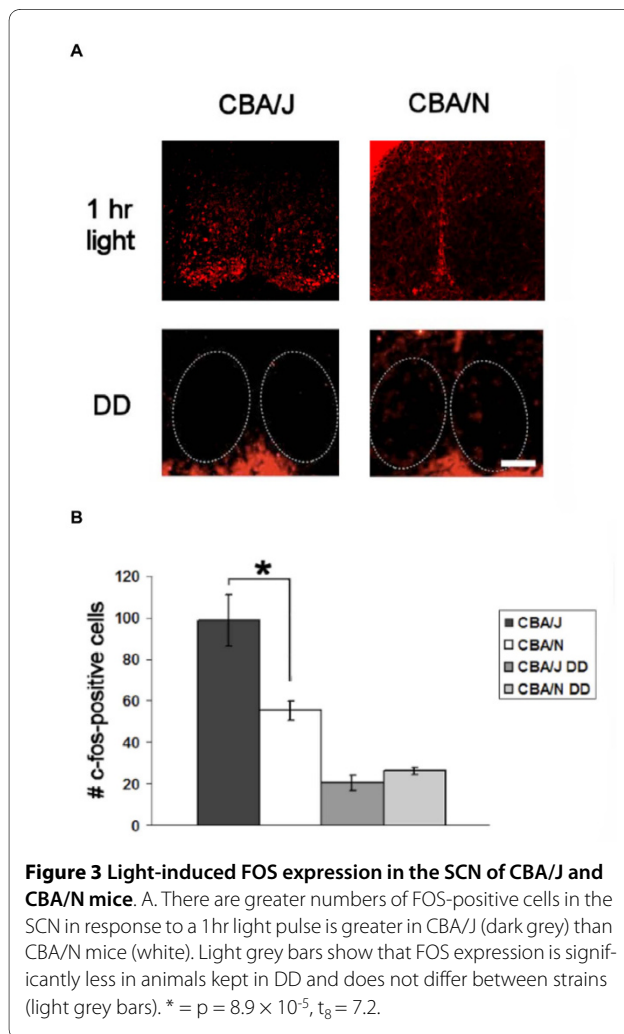 A
CBA/J CBA/N
1 hr
light
DD
B
# c-fos-positive cells
120
100
80
60
40
20
0
*
CBA/J
CBA/N
CBA/J DD
CBA/N DD
Figure 3 Light-induced FOS expression in the SCN of CBA/J and
CBA/N mice. A. There are greater numbers of FOS-positive cells in the
SCN in response to a 1hr light pulse is greater in CBA/J (dark grey) than
CBA/N mice (white). Light grey bars show that FOS expression is signif-
icantly less in animals kept in DD and does not differ between strains
(light grey bars). * = p = 8.9 × 10-5, t8 = 7.2.